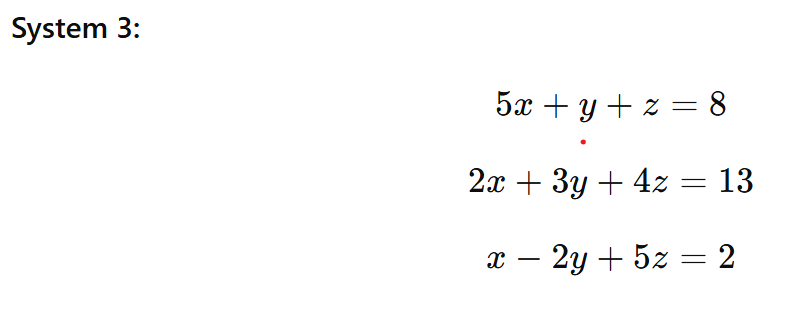 System 3:
5x + y + z = 8
2x + 3y + 4z = 13
x − 2y + 5z = 2